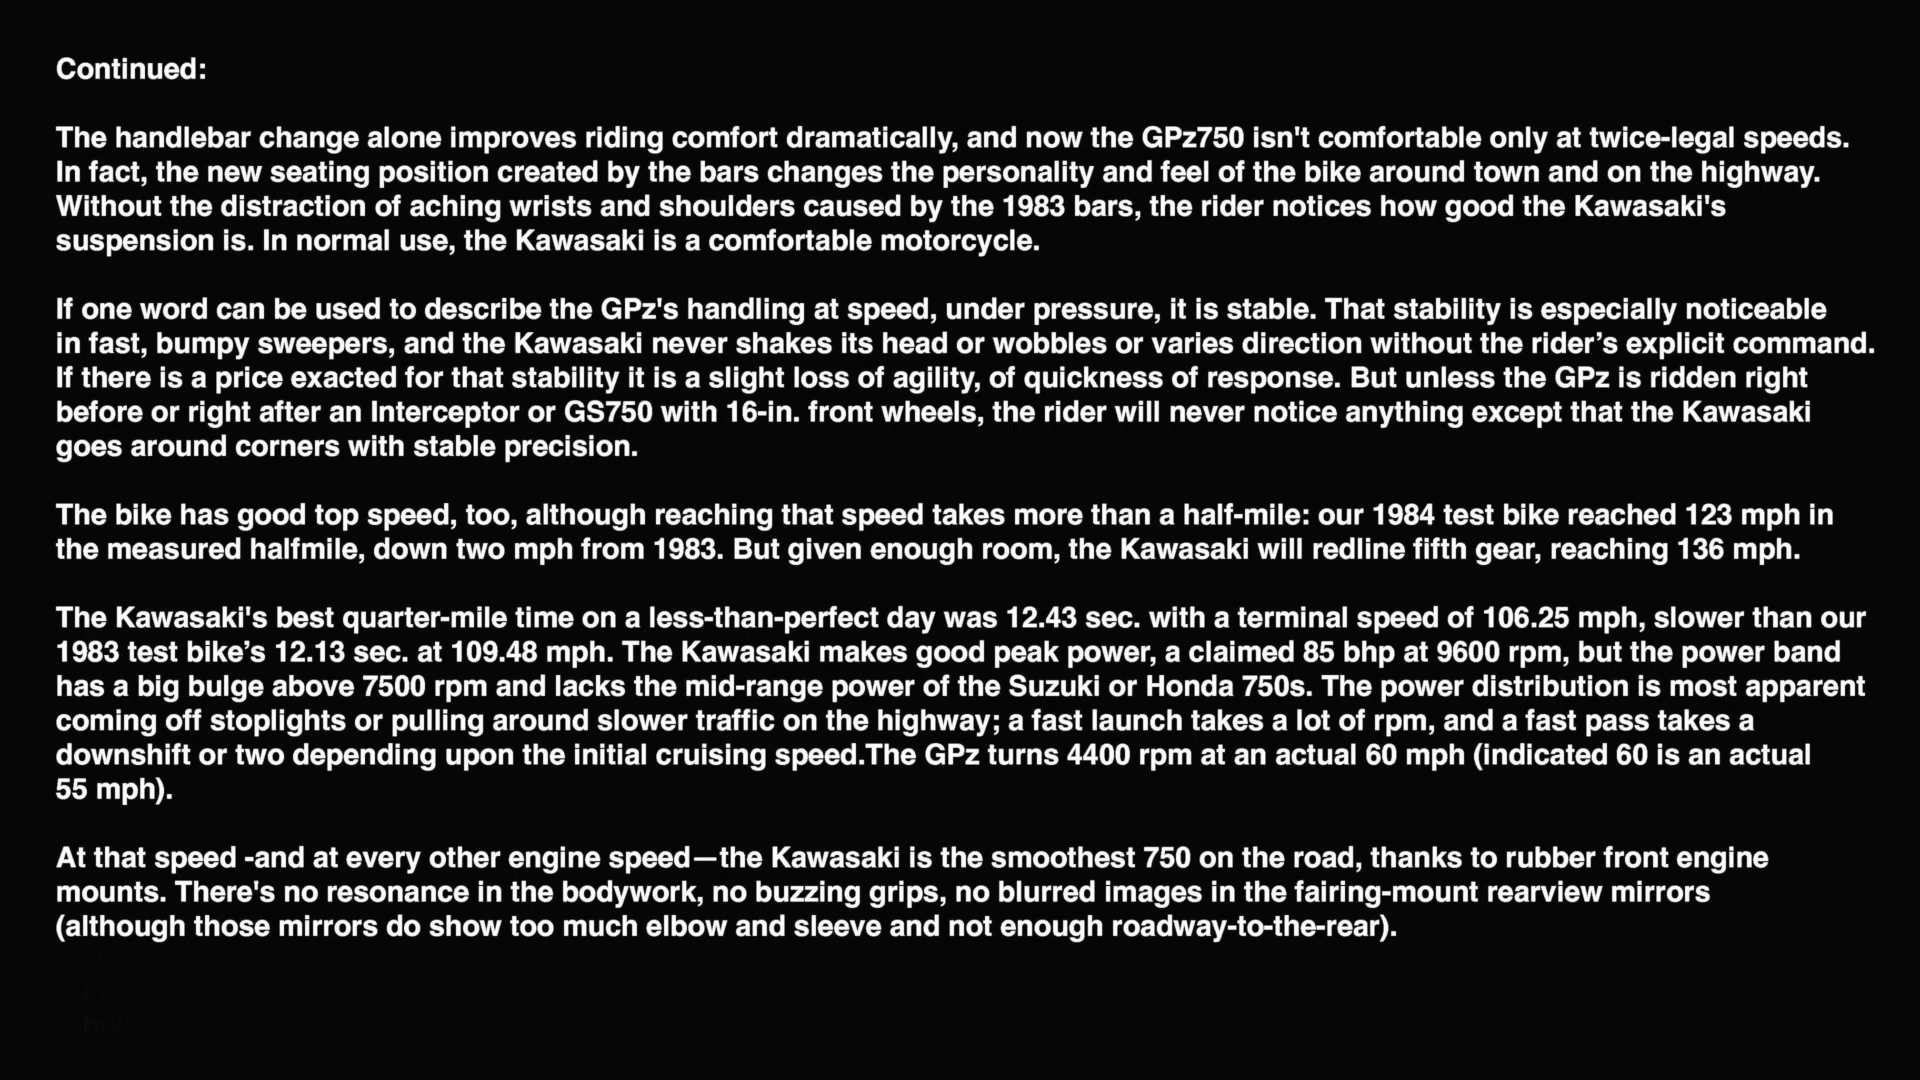 Continued:
The handlebar change alone improves riding comfort dramatically, and now the GPz750 isn't comfortable only at twice-legal speeds.
In fact, the new seating position created by the bars changes the personality and feel of the bike around town and on the highway.
Without the distraction of aching wrists and shoulders caused by the 1983 bars, the rider notices how good the Kawasaki's
suspension is. In normal use, the Kawasaki is a comfortable motorcycle.
If one word can be used to describe the GPz's handling at speed, under pressure, it is stable. That stability is especially noticeable
in fast, bumpy sweepers, and the Kawasaki never shakes its head or wobbles or varies direction without the rider’s explicit command.
If there is a price exacted for that stability it is a slight loss of agility, of quickness of response. But unless the GPz is ridden right
before or right after an Interceptor or GS750 with 16-in. front wheels, the rider will never notice anything except that the Kawasaki
goes around corners with stable precision.
The bike has good top speed, too, although reaching that speed takes more than a half-mile: our 1984 test bike reached 123 mph in
the measured halfmile, down two mph from 1983. But given enough room, the Kawasaki will redline fifth gear, reaching 136 mph.
The Kawasaki's best quarter-mile time on a less-than-perfect day was 12.43 sec. with a terminal speed of 106.25 mph, slower than our
1983 test bike’s 12.13 sec. at 109.48 mph. The Kawasaki makes good peak power, a claimed 85 bhp at 9600 rpm, but the power band
has a big bulge above 7500 rpm and lacks the mid-range power of the Suzuki or Honda 750s. The power distribution is most apparent
coming off stoplights or pulling around slower traffic on the highway; a fast launch takes a lot of rpm, and a fast pass takes a
downshift or two depending upon the initial cruising speed.The GPz turns 4400 rpm at an actual 60 mph (indicated 60 is an actual
55 mph).
At that speed -and at every other engine speed—the Kawasaki is the smoothest 750 on the road, thanks to rubber front engine
mounts. There's no resonance in the bodywork, no buzzing grips, no blurred images in the fairing-mount rearview mirrors
(although those mirrors do show too much elbow and sleeve and not enough roadway-to-the-rear).